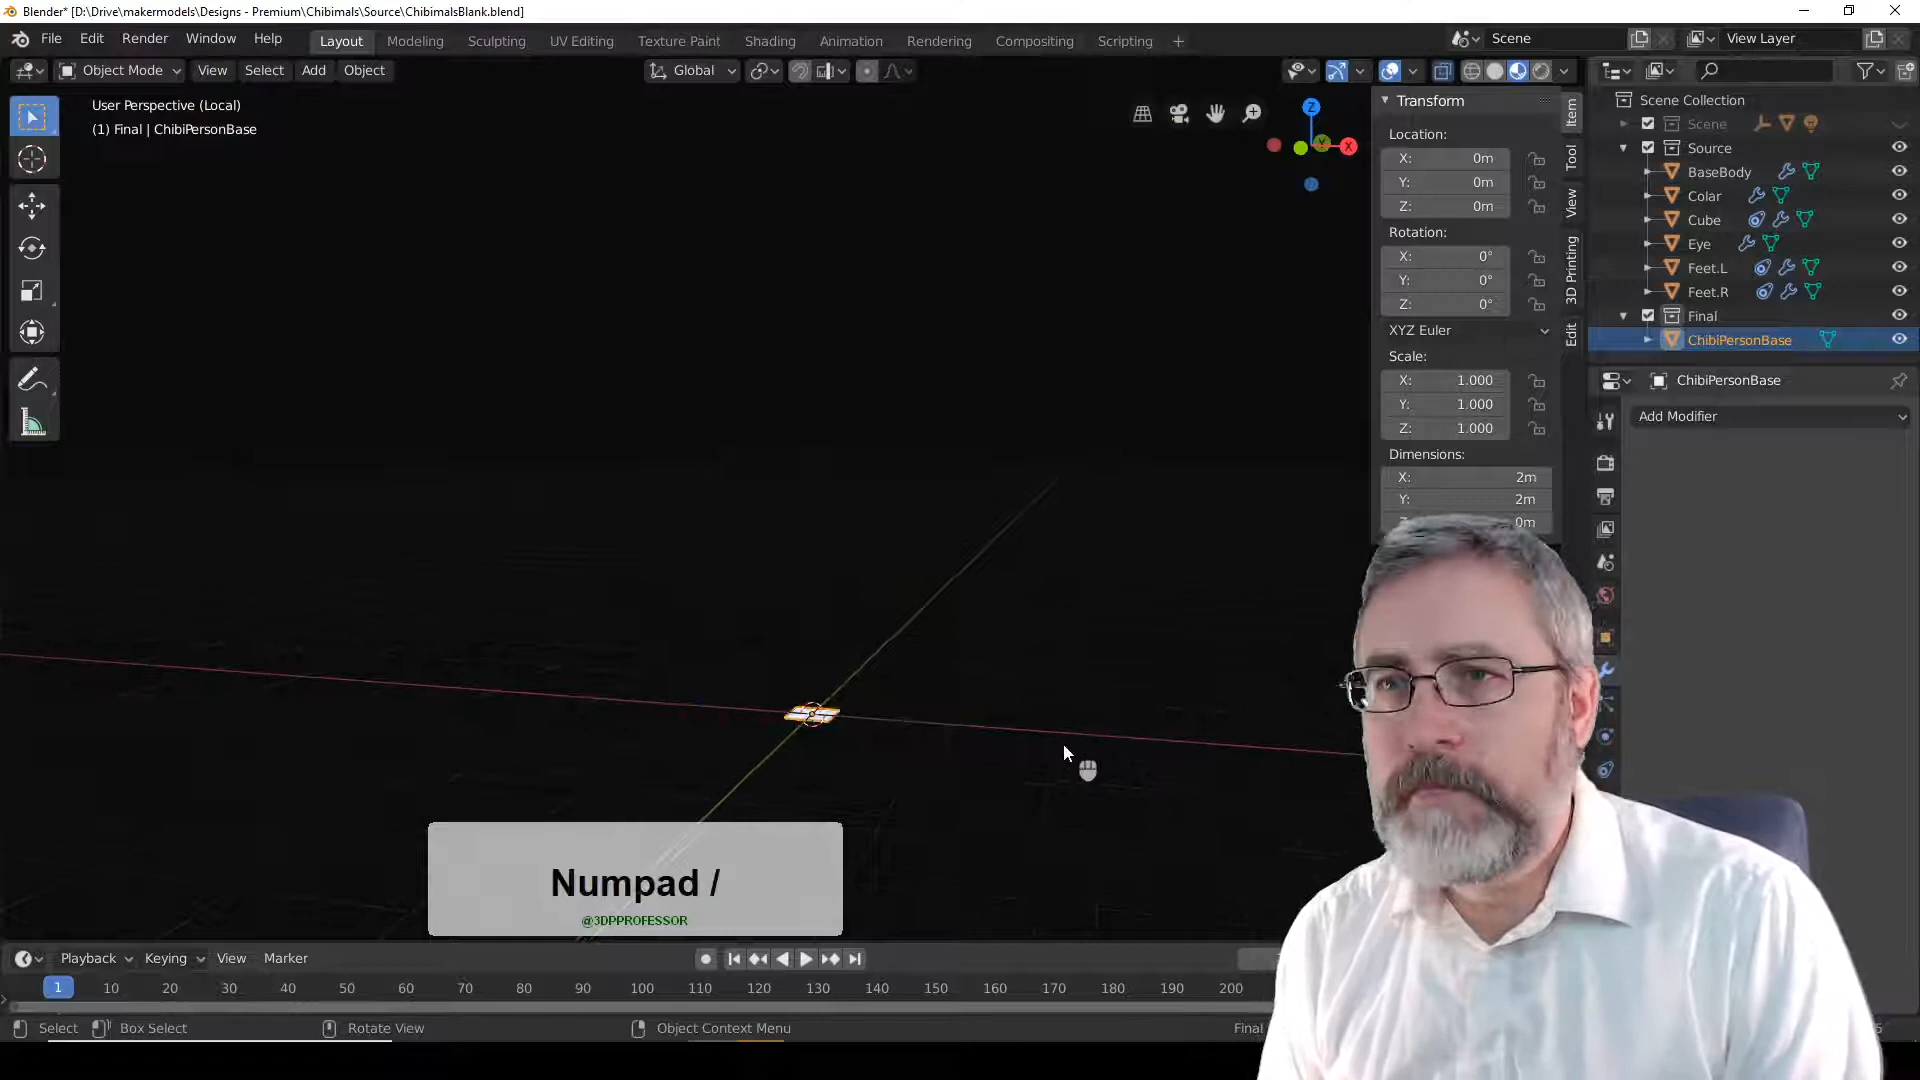 Blender* [D:\Drive\makermodels\Designs - Premium\Chibimals\Source\ChibimalsBlank.blend]
File Edit Render Window Help Layout Modeling Sculpting UV Editing Texture Paint Shading Animation Rendering Compositing Scripting + Scene View Layer
Object Mode View Select Add Object Global
User Perspective (Local)
(1) Final | ChibiPersonBase
Z
Y
X
Transform
Location:
X: 0m
Y: 0m
Z: 0m
Rotation:
X: 0°
Y: 0°
Z: 0°
XYZ Euler
Scale:
X: 1.000
Y: 1.000
Z: 1.000
Dimensions:
X: 2m
Y: 2m
Z: 0m
Item
Tool
View
3D Printing
Edit
Scene Collection
Scene
Source
BaseBody
Colar
Cube
Eye
Feet.L
Feet.R
Final
ChibiPersonBase
ChibiPersonBase
Add Modifier
Numpad /
@3DPPROFESSOR
Playback Keying View Marker
1 10 20 30 40 50 60 70 80 90 100 110 120 130 140 150 160 170 180 190 200
Select Box Select Rotate View Object Context Menu Final